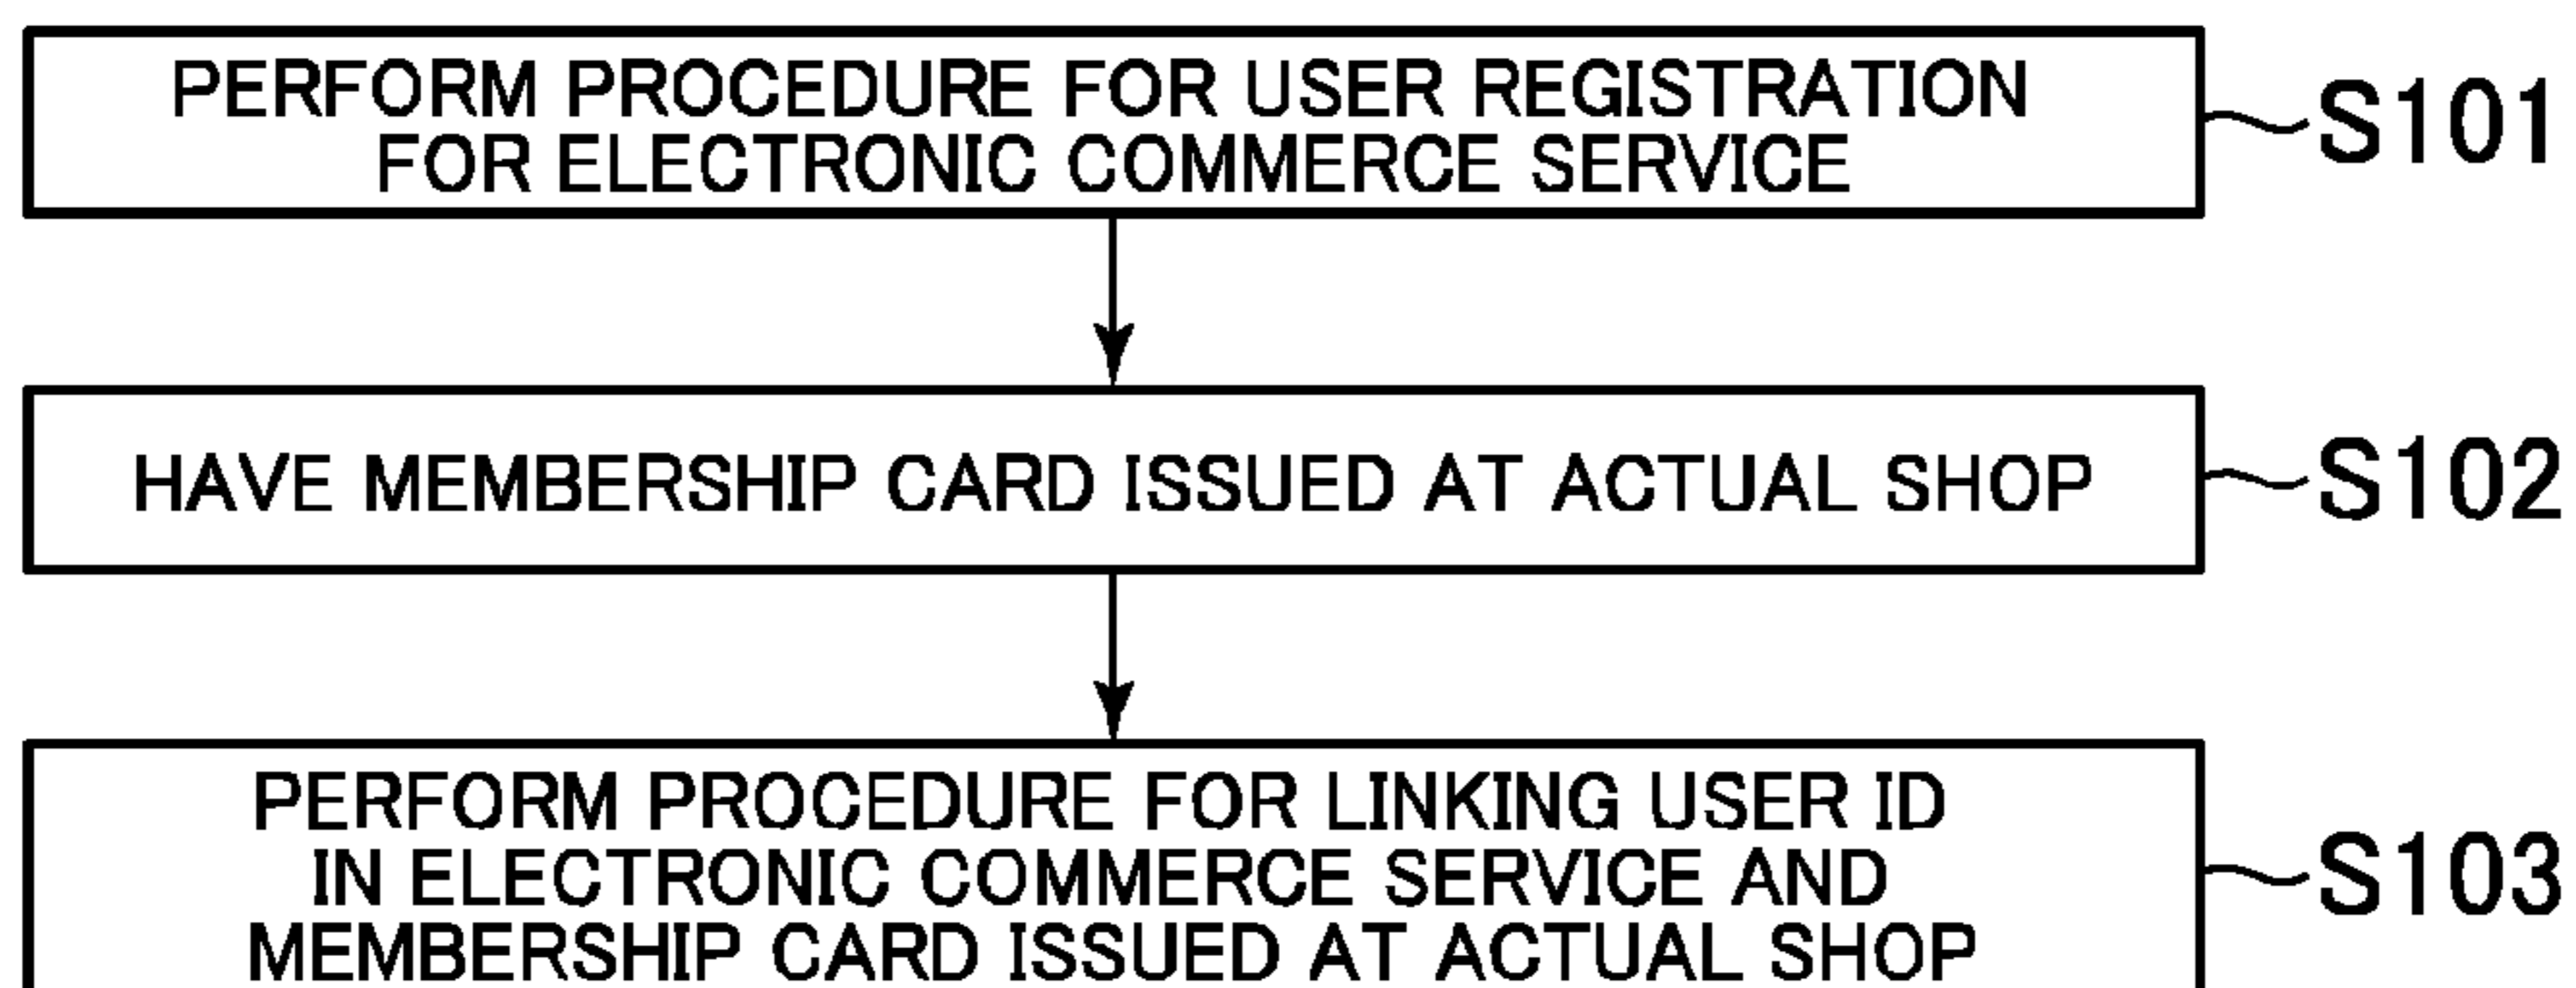 PERFORM PROCEDURE FOR USER REGISTRATION
FOR ELECTRONIC COMMERCE SERVICE
S101
HAVE MEMBERSHIP CARD ISSUED AT ACTUAL SHOP
S102
PERFORM PROCEDURE FOR LINKING USER ID
IN ELECTRONIC COMMERCE SERVICE AND
MEMBERSHIP CARD ISSUED AT ACTUAL SHOP
S103